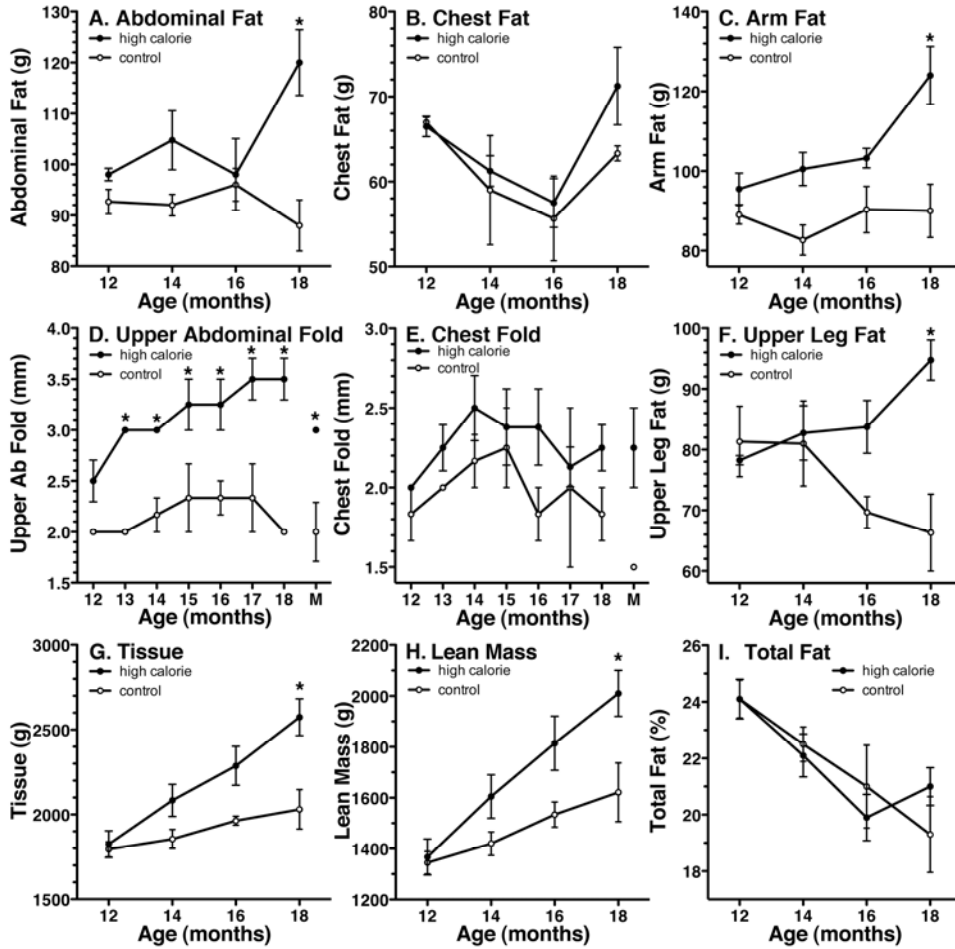 A. Abdominal Fat
high calorie
control
Abdominal Fat (g)
130
120
110
100
90
80
12 14 16 18
Age (months)
*
B. Chest Fat
high calorie
control
Chest Fat (g)
80
70
60
50
12 14 16 18
Age (months)
C. Arm Fat
high calorie
control
Arm Fat (g)
140
120
100
80
12 14 16 18
Age (months)
*
D. Upper Abdominal Fold
high calorie
control
Upper Ab Fold (mm)
4.0
3.5
3.0
2.5
2.0
1.5
12 13 14 15 16 17 18 M
Age (months)
* * * * * * *
E. Chest Fold
high calorie
control
Chest Fold (mm)
3.0
2.5
2.0
1.5
12 13 14 15 16 17 18 M
Age (months)
F. Upper Leg Fat
high calorie
control
Upper Leg Fat (g)
100
90
80
70
60
12 14 16 18
Age (months)
*
G. Tissue
high calorie
control
Tissue (g)
3000
2500
2000
1500
12 14 16 18
Age (months)
*
H. Lean Mass
high calorie
control
Lean Mass (g)
2200
2000
1800
1600
1400
1200
12 14 16 18
Age (months)
*
I. Total Fat
high calorie
control
Total Fat (%)
26
24
22
20
18
12 14 16 18
Age (months)